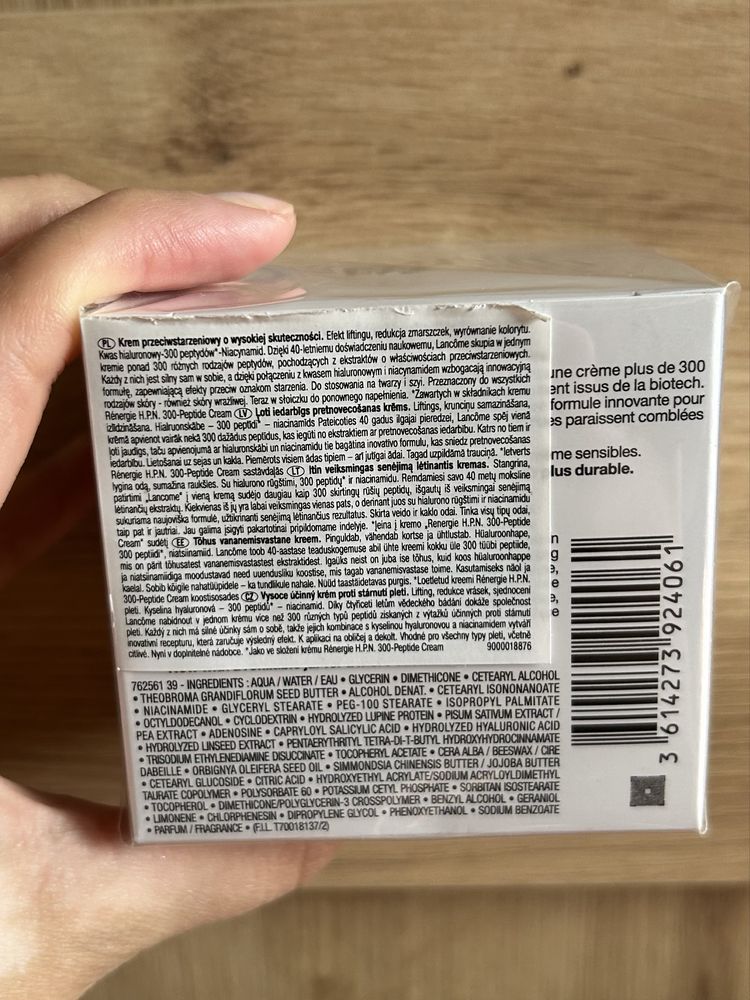 PL Krem przeciwstarzeniowy o wysokiej skuteczności. Efekt liftingu, redukcja zmarszczek, wyrównanie kolorytu.
Kwas hialuronowy-300 peptydów*-Niacynamid. Dzięki 40-letniemu doświadczeniu naukowemu, Lancôme skupia w jednym
kremie ponad 300 różnych rodzajów peptydów, pochodzących z ekstraktów o właściwościach przeciwstarzeniowych.
Każdy z nich jest silny sam w sobie, a dzięki połączeniu z kwasem hialuronowym i niacynamidem wzbogacają innowacyjną
formułę, zapewniającą efekty przeciw oznakom starzenia. Do stosowania na twarzy i szyi. Przeznaczony do wszystkich
rodzajów skóry - również skóry wrażliwej. Teraz w słoiczku do ponownego napełnienia. *Zawartych w składnikach kremu
Rénergie H.P.N. 300-Peptide Cream LV Ļoti iedarbīgs pretnovecošanās krēms. Liftings, krunciņu samazināšana,
izlīdzināšana. Hialuronskābe – 300 peptīdi* – niacinamīds Pateicoties 40 gadus ilgajai pieredzei, Lancôme spēj vienā
krēmā apvienot vairāk nekā 300 dažādus peptīdus, kas iegūti no ekstraktiem ar pretnovecošanās iedarbību. Katrs no tiem ir
ļoti jaudīgs, taču apvienojumā ar hialuronskābi un niacinamīdu tie bagātina inovatīvo formulu, kas sniedz pretnovecošanas
iedarbību. Lietošanai uz sejas un kakla. Piemērots visiem ādas tipiem – arī jutīgai ādai. Tagad uzpildāmā trauciņā. *Ietverts
Rénergie H.P.N. 300-Peptide Cream sastāvdaļās LT Itin veiksmingas senėjimą lėtinantis kremas. Stangrina,
lygina odą, sumažina raukšles. Su hialurono rūgštimi, 300 peptidų* ir niacinamidu. Remdamiesi savo 40 metų moksline
patirtimi „Lancome“ į vieną kremą sudėjo daugiau kaip 300 skirtingų rūšių peptidų, išgautų iš veiksmingai senėjimą
lėtinančių ekstraktų. Kiekvienas iš jų yra labai veiksmingas vienas pats, o derinant juos su hialurono rūgštimi ir niacinamidu
sukuriama naujoviška formulė, užtikrinanti senėjimą lėtinančius rezultatus. Skirta veido ir kaklo odai. Tinka visų tipų odai,
taip pat ir jautriai. Jau galima įsigyti pakartotinai pripildomame indelyje. *Įeina į kremo „Rénergie H.P.N. 300-Peptide
Cream“ sudėtį EE Tõhus vananemisvastane kreem. Pinguldab, vähendab kortse ja ühtlustab. Hüaluroonhape,
300 peptiidi*, niatsiinamiid. Lancôme toob 40-aastase teaduskogemuse abil ühte kreemi kokku üle 300 tüübi peptiide,
mis on pärit tõhusatest vananemisvastastest ekstraktidest. Igaüks neist on juba ise tõhus, kuid koos hüaluroonhappe
ja niatsiinamiidiga moodustavad need uuendusliku koostise, mis tagab vananemisvastase toime. Kasutamiseks näol ja
kaelal. Sobib kõigile nahatüüpidele – ka tundlikule nahale. Nüüd taastäidetavas purgis. *Loetletud kreemi Rénergie H.P.N.
300-Peptide Cream koostisosades CZ Vysoce účinný krém proti stárnutí pleti. Lifting, redukce vrásek, sjednocení
pleti. Kyselina hyaluronová – 300 peptidů* – niacinamid. Díky čtyřiceti letům vědeckého bádání dokáže společnost
Lancôme nabídnout v jednom krému více než 300 různých typů peptidů získaných z výtažků účinných proti stárnutí
pleti. Každý z nich má silné účinky sám o sobě, takže jejich kombinace s kyselinou hyaluronovou a niacinamidem vytváří
inovativní recepturu, která zaručuje výsledný efekt. K aplikaci na obličej a dekolt. Vhodné pro všechny typy pleti, včetně
citlivé. Nyní v doplnitelné nádobce. *Jako ve složení krému Rénergie H.P.N. 300-Peptide Cream 9000018876
une crème plus de 300
ent issus de la biotech.
formule innovante pour
es paraissent comblées
me sensibles.
lus durable.
n
g
e,
e,
e
3 614273 924061
762561 39 - INGREDIENTS : AQUA / WATER / EAU • GLYCERIN • DIMETHICONE • CETEARYL ALCOHOL
• THEOBROMA GRANDIFLORUM SEED BUTTER • ALCOHOL DENAT. • CETEARYL ISONONANOATE
• NIACINAMIDE • GLYCERYL STEARATE • PEG-100 STEARATE • ISOPROPYL PALMITATE
• OCTYLDODECANOL • CYCLODEXTRIN • HYDROLYZED LUPINE PROTEIN • PISUM SATIVUM EXTRACT /
PEA EXTRACT • ADENOSINE • CAPRYLOYL SALICYLIC ACID • HYDROLYZED HYALURONIC ACID
• HYDROLYZED LINSEED EXTRACT • PENTAERYTHRITYL TETRA-DI-T-BUTYL HYDROXYHYDROCINNAMATE
• TRISODIUM ETHYLENEDIAMINE DISUCCINATE • TOCOPHERYL ACETATE • CERA ALBA / BEESWAX / CIRE
DABEILLE • ORBIGNYA OLEIFERA SEED OIL • SIMMONDSIA CHINENSIS BUTTER / JOJOBA BUTTER
• CETEARYL GLUCOSIDE • CITRIC ACID • HYDROXYETHYL ACRYLATE/SODIUM ACRYLOYLDIMETHYL
TAURATE COPOLYMER • POLYSORBATE 60 • POTASSIUM CETYL PHOSPHATE • SORBITAN ISOSTEARATE
• TOCOPHEROL • DIMETHICONE/POLYGLYCERIN-3 CROSSPOLYMER • BENZYL ALCOHOL • GERANIOL
• LIMONENE • CHLORPHENESIN • DIPROPYLENE GLYCOL • PHENOXYETHANOL • SODIUM BENZOATE
• PARFUM / FRAGRANCE • (F.I.L. T70018137/2)